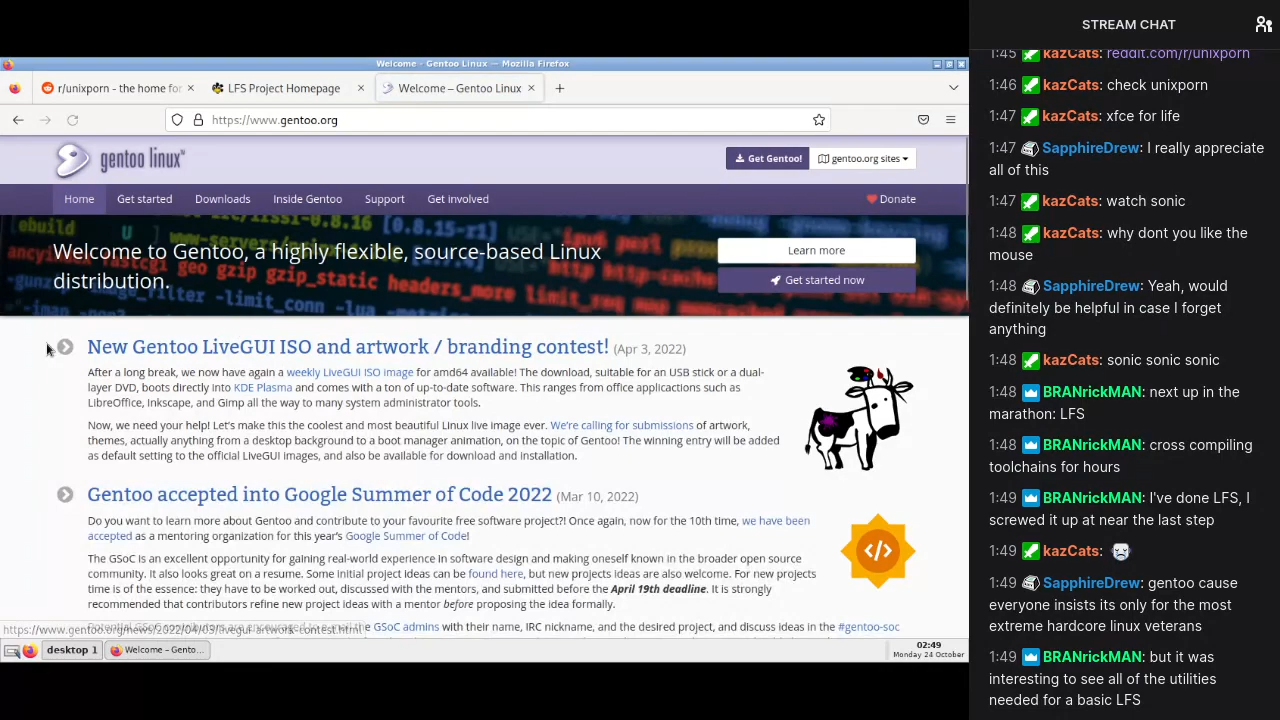 Welcome - Gentoo Linux — Mozilla Firefox
r/unixporn - the home for
LFS Project Homepage
Welcome – Gentoo Linux
https://www.gentoo.org
gentoo linux™
Get Gentoo!
gentoo.org sites
Home
Get started
Downloads
Inside Gentoo
Support
Get involved
Donate
Welcome to Gentoo, a highly flexible, source-based Linux
distribution.
Learn more
Get started now
New Gentoo LiveGUI ISO and artwork / branding contest! (Apr 3, 2022)
After a long break, we now have again a weekly LiveGUI ISO image for amd64 available! The download, suitable for an USB stick or a dual-
layer DVD, boots directly into KDE Plasma and comes with a ton of up-to-date software. This ranges from office applicactions such as
LibreOffice, Inkscape, and Gimp all the way to many system administrator tools.
Now, we need your help! Let's make this the coolest and most beautiful Linux live image ever. We're calling for submissions of artwork,
themes, actually anything from a desktop background to a boot manager animation, on the topic of Gentoo! The winning entry will be added
as default setting to the official LiveGUI images, and also be available for download and installation.
Gentoo accepted into Google Summer of Code 2022 (Mar 10, 2022)
Do you want to learn more about Gentoo and contribute to your favourite free software project?! Once again, now for the 10th time, we have been
accepted as a mentoring organization for this year's Google Summer of Code!
The GSoC is an excellent opportunity for gaining real-world experience in software design and making oneself known in the broader open source
community. It also looks great on a resume. Some initial project ideas can be found here, but new projects ideas are also welcome. For new projects
time is of the essence: they have to be worked out, discussed with the mentors, and submitted before the April 19th deadline. It is strongly
recommended that contributors refine new project ideas with a mentor before proposing the idea formally.
GSoC admins with their name, IRC nickname, and the desired project, and discuss ideas in the #gentoo-soc
https://www.gentoo.org/news/2022/04/03/livegui-artwork-contest.html
desktop 1
Welcome – Gento...
02:49
Monday 24 October
STREAM CHAT
1:45 kazCats: reddit.com/r/unixporn
1:46 kazCats: check unixporn
1:47 kazCats: xfce for life
1:47 SapphireDrew: I really appreciate
all of this
1:47 kazCats: watch sonic
1:48 kazCats: why dont you like the
mouse
1:48 SapphireDrew: Yeah, would
definitely be helpful in case I forget
anything
1:48 kazCats: sonic sonic sonic
1:48 BRANrickMAN: next up in the
marathon: LFS
1:48 BRANrickMAN: cross compiling
toolchains for hours
1:49 BRANrickMAN: I've done LFS, I
screwed it up at near the last step
1:49 kazCats:
1:49 SapphireDrew: gentoo cause
everyone insists its only for the most
extreme hardcore linux veterans
1:49 BRANrickMAN: but it was
interesting to see all of the utilities
needed for a basic LFS